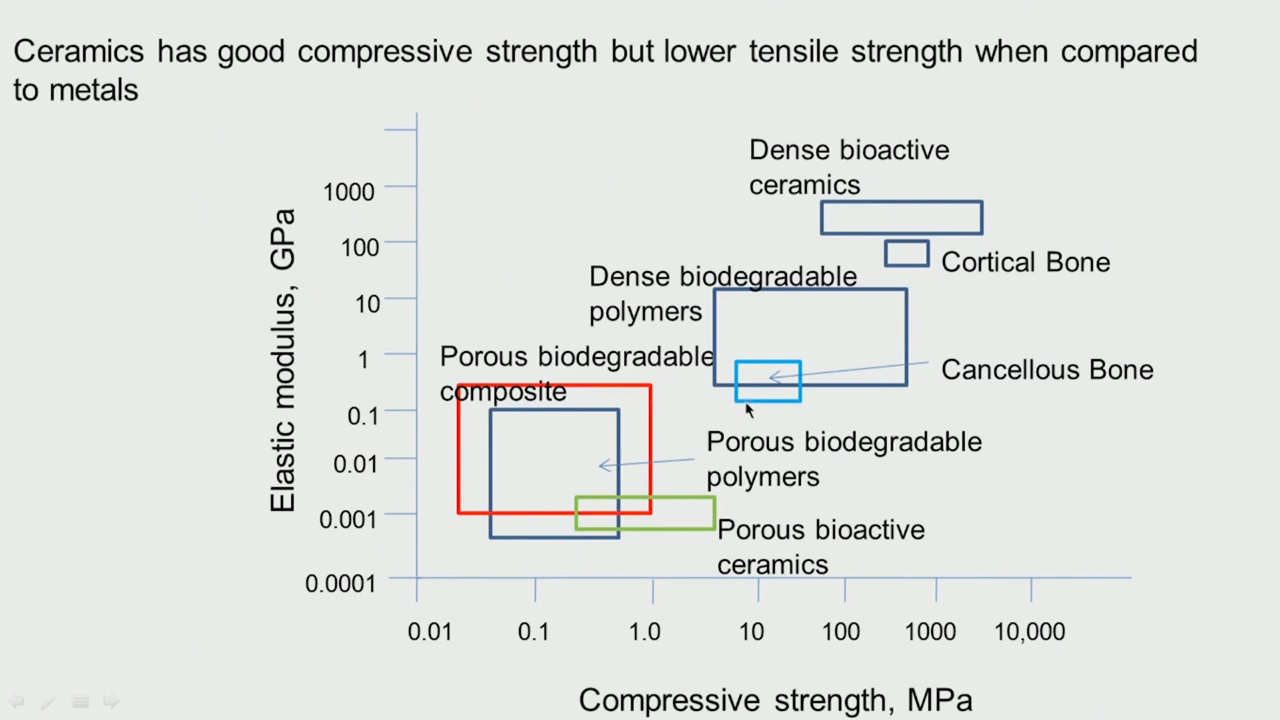 Ceramics has good compressive strength but lower tensile strength when compared
to metals
Dense bioactive
ceramics
1000
100
Cortical Bone
Dense biodegradable
polymers
10
Elastic modulus, GPa
1
Porous biodegradable
composite
Cancellous Bone
0.1
Porous biodegradable
polymers
0.01
0.001
Porous bioactive
ceramics
0.0001
0.01 0.1 1.0 10 100 1000 10,000
Compressive strength, MPa